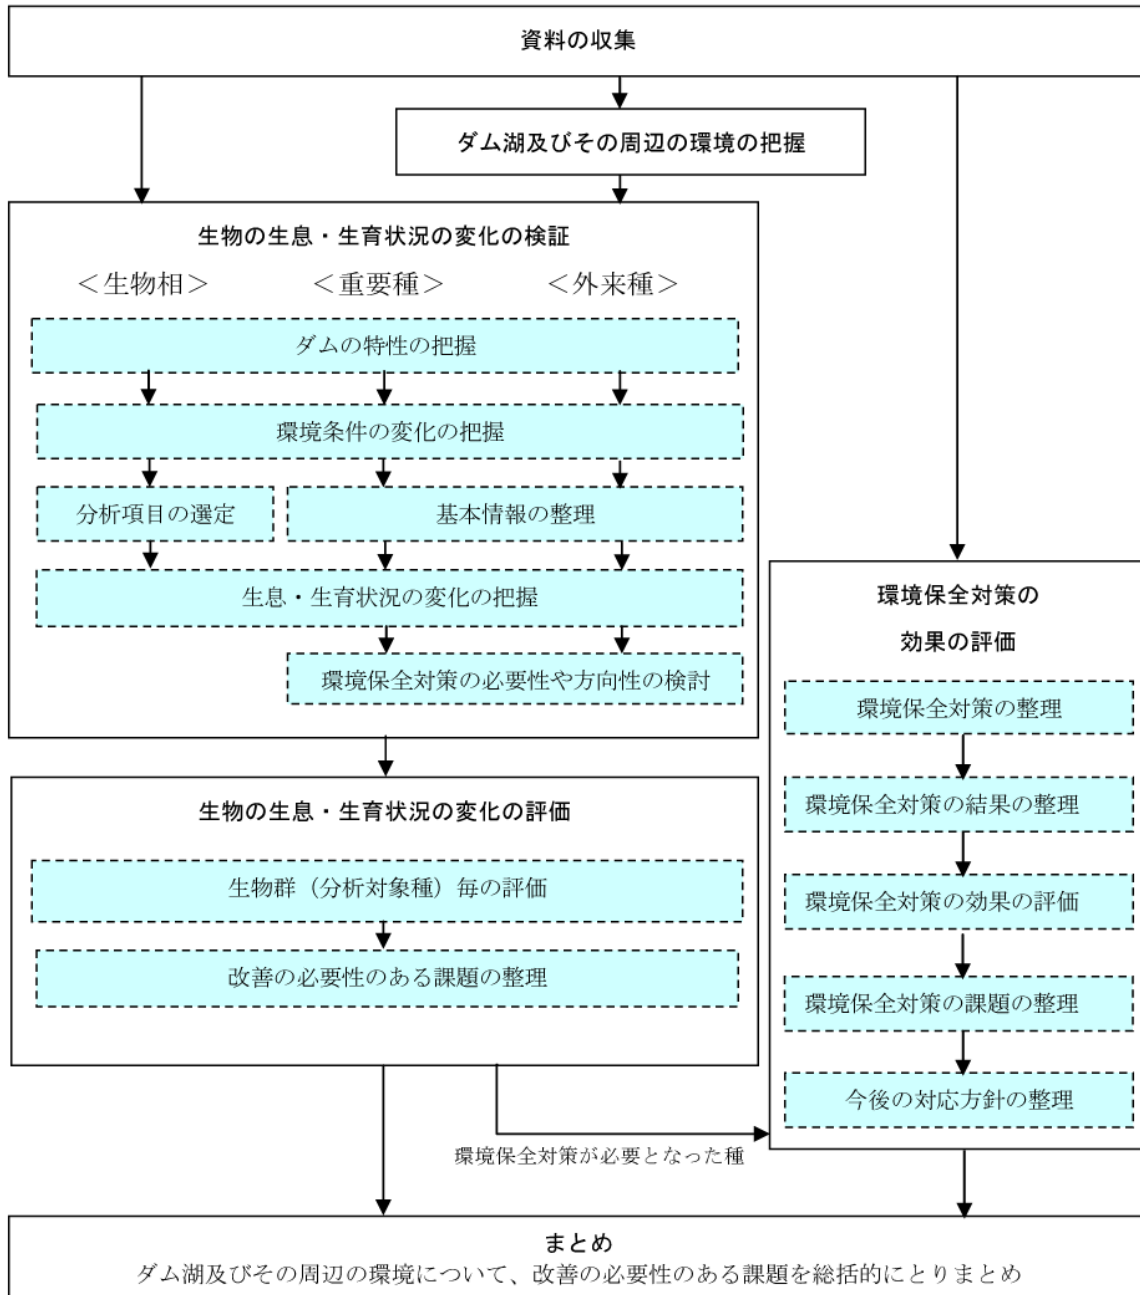 資料の収集
ダム湖及びその周辺の環境の把握
生物の生息・生育状況の変化の検証
＜生物相＞ ＜重要種＞ ＜外来種＞
ダムの特性の把握
環境条件の変化の把握
分析項目の選定 基本情報の整理
生息・生育状況の変化の把握
環境保全対策の必要性や方向性の検討
生物の生息・生育状況の変化の評価
生物群（分析対象種）毎の評価
改善の必要性のある課題の整理
環境保全対策の
効果の評価
環境保全対策の整理
環境保全対策の結果の整理
環境保全対策の効果の評価
環境保全対策の課題の整理
今後の対応方針の整理
環境保全対策が必要となった種
まとめ
ダム湖及びその周辺の環境について、改善の必要性のある課題を総括的にとりまとめ